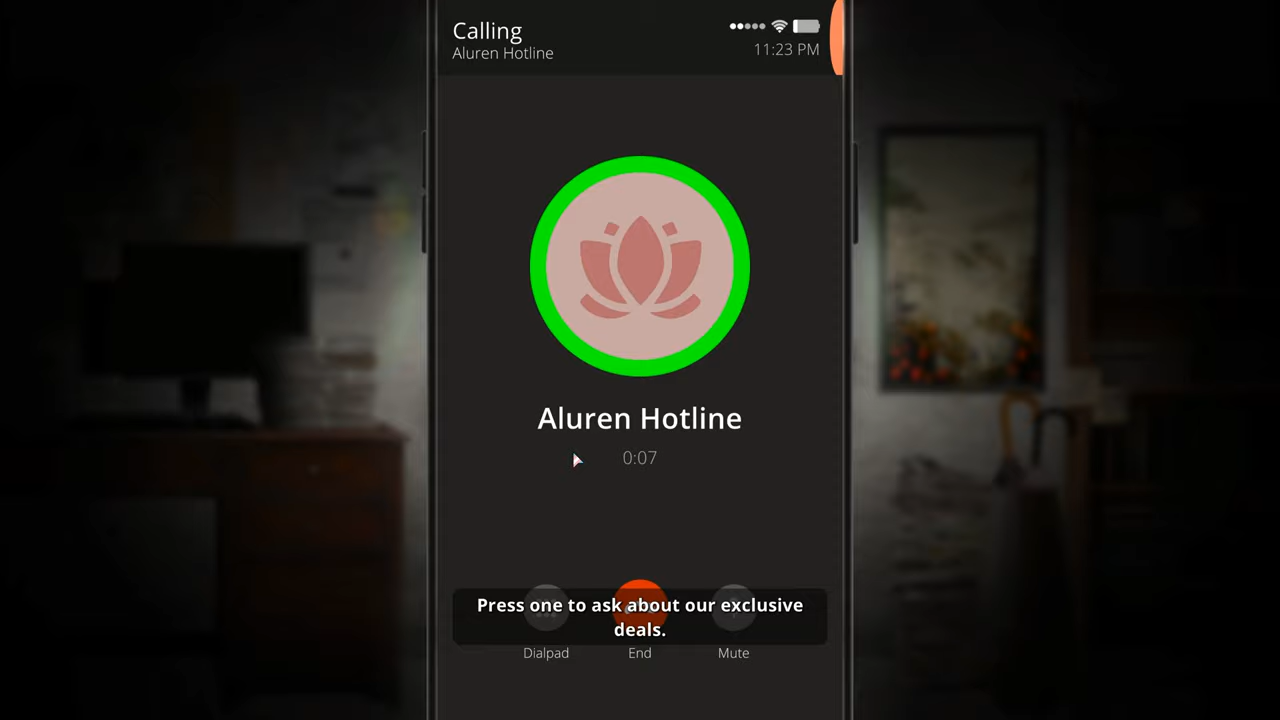 Calling
Aluren Hotline
11:23 PM
Aluren Hotline
0:07
Press one to ask about our exclusive
deals.
Dialpad
End
Mute